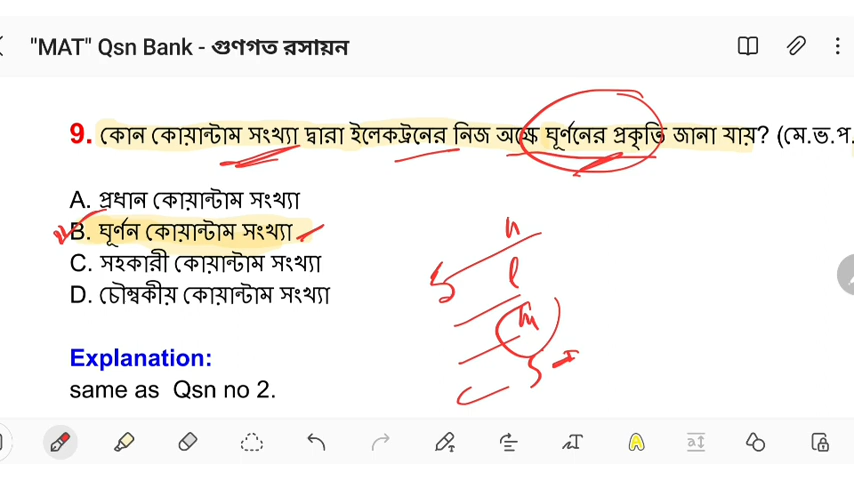 "MAT" Qsn Bank - গুণগত রসায়ন
9. কোন কোয়ান্টাম সংখ্যা দ্বারা ইলেকট্রনের নিজ অক্ষে ঘূর্ণনের প্রকৃতি জানা যায়? (মে.ভ.প.
A. প্রধান কোয়ান্টাম সংখ্যা
B. ঘূর্ণন কোয়ান্টাম সংখ্যা
C. সহকারী কোয়ান্টাম সংখ্যা
D. চৌম্বকীয় কোয়ান্টাম সংখ্যা
n
l
m
s
Explanation:
same as Qsn no 2.